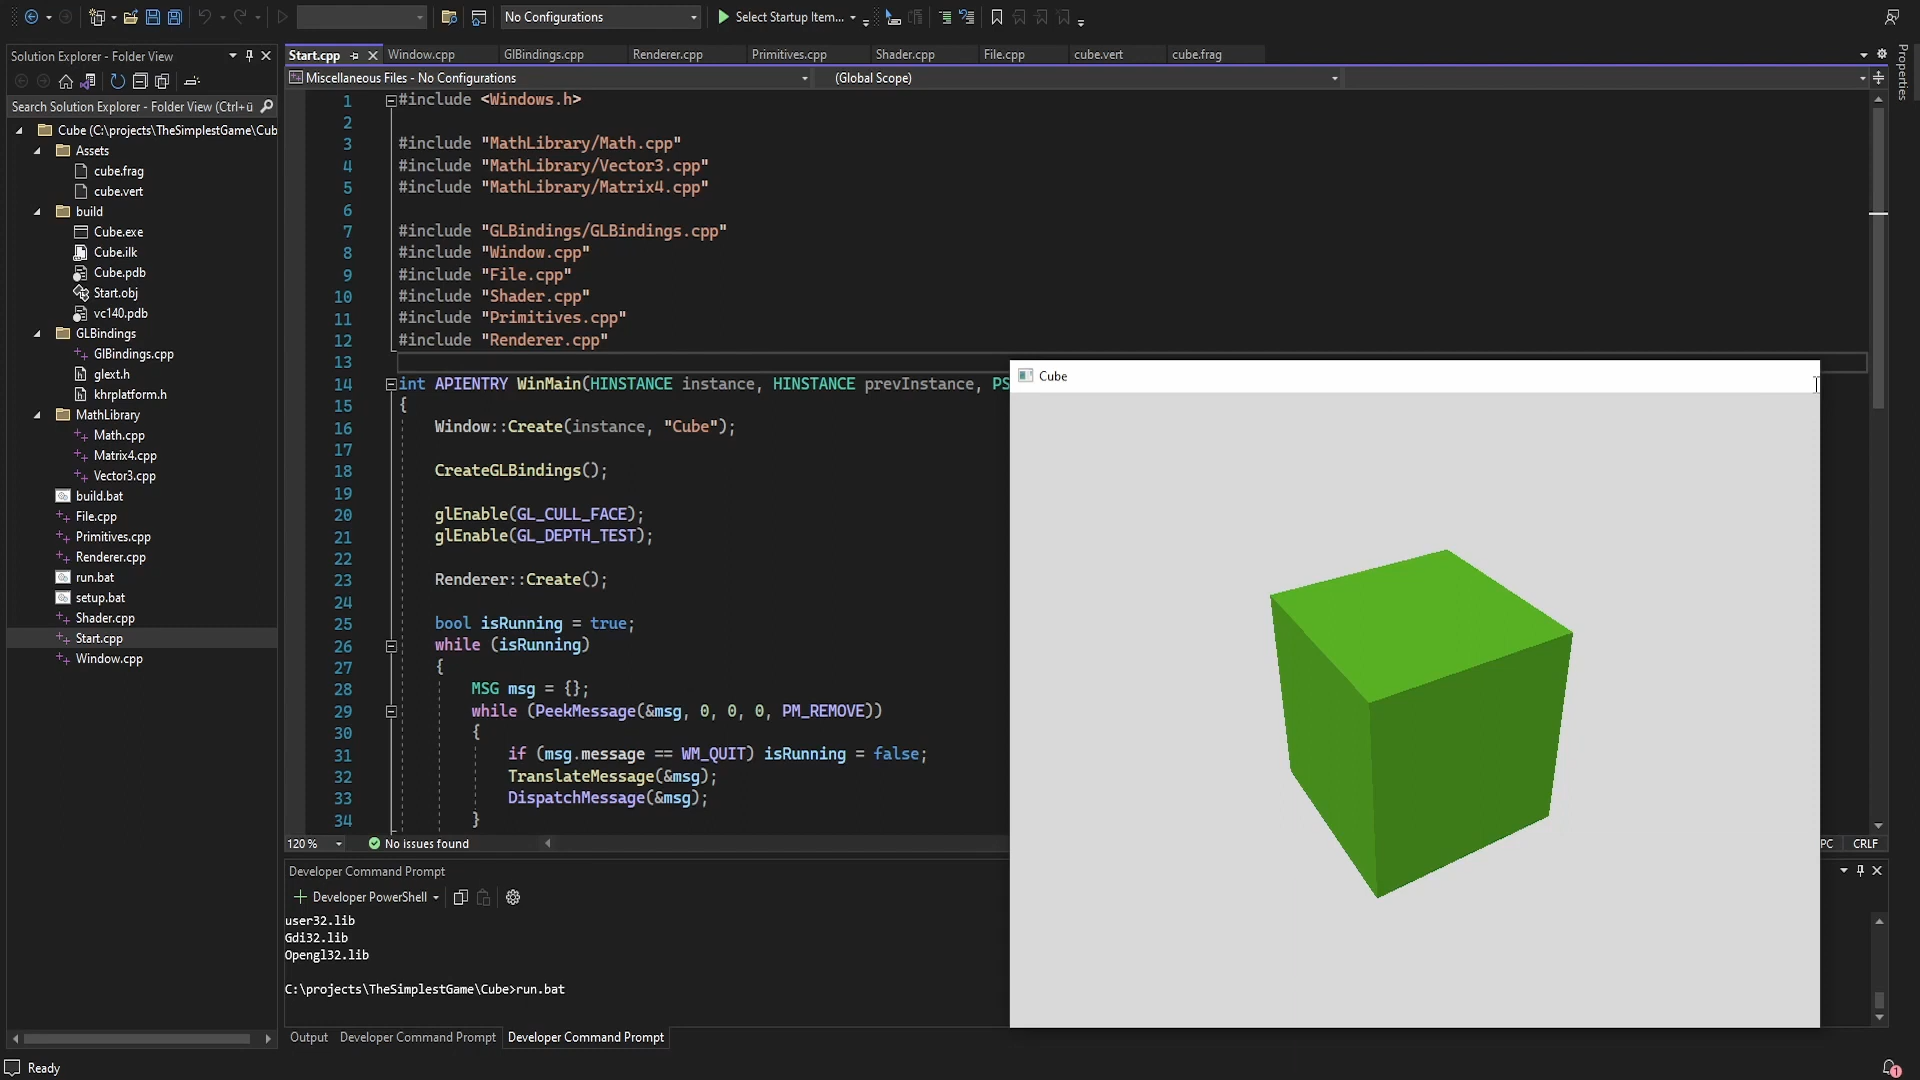 No Configurations
Select Startup Item...
Solution Explorer - Folder View
Search Solution Explorer - Folder View (Ctrl+ü
Cube (C:\projects\TheSimplestGame\Cub
Assets
cube.frag
cube.vert
build
Cube.exe
Cube.ilk
Cube.pdb
Start.obj
vc140.pdb
GLBindings
GlBindings.cpp
glext.h
khrplatform.h
MathLibrary
Math.cpp
Matrix4.cpp
Vector3.cpp
build.bat
File.cpp
Primitives.cpp
Renderer.cpp
run.bat
setup.bat
Shader.cpp
Start.cpp
Window.cpp
Start.cpp Window.cpp GlBindings.cpp Renderer.cpp Primitives.cpp Shader.cpp File.cpp cube.vert cube.frag
Miscellaneous Files - No Configurations (Global Scope)
1 #include <Windows.h>
2
3 #include "MathLibrary/Math.cpp"
4 #include "MathLibrary/Vector3.cpp"
5 #include "MathLibrary/Matrix4.cpp"
6
7 #include "GLBindings/GLBindings.cpp"
8 #include "Window.cpp"
9 #include "File.cpp"
10 #include "Shader.cpp"
11 #include "Primitives.cpp"
12 #include "Renderer.cpp"
13
14 int APIENTRY WinMain(HINSTANCE instance, HINSTANCE prevInstance, PS
15 {
16 Window::Create(instance, "Cube");
17
18 CreateGLBindings();
19
20 glEnable(GL_CULL_FACE);
21 glEnable(GL_DEPTH_TEST);
22
23 Renderer::Create();
24
25 bool isRunning = true;
26 while (isRunning)
27 {
28 MSG msg = {};
29 while (PeekMessage(&msg, 0, 0, 0, PM_REMOVE))
30 {
31 if (msg.message == WM_QUIT) isRunning = false;
32 TranslateMessage(&msg);
33 DispatchMessage(&msg);
34 }
120 % No issues found
PC CRLF
Developer Command Prompt
Developer PowerShell
user32.lib
Gdi32.lib
Opengl32.lib
C:\projects\TheSimplestGame\Cube>run.bat
Output Developer Command Prompt Developer Command Prompt
Cube
Properties
Ready
1